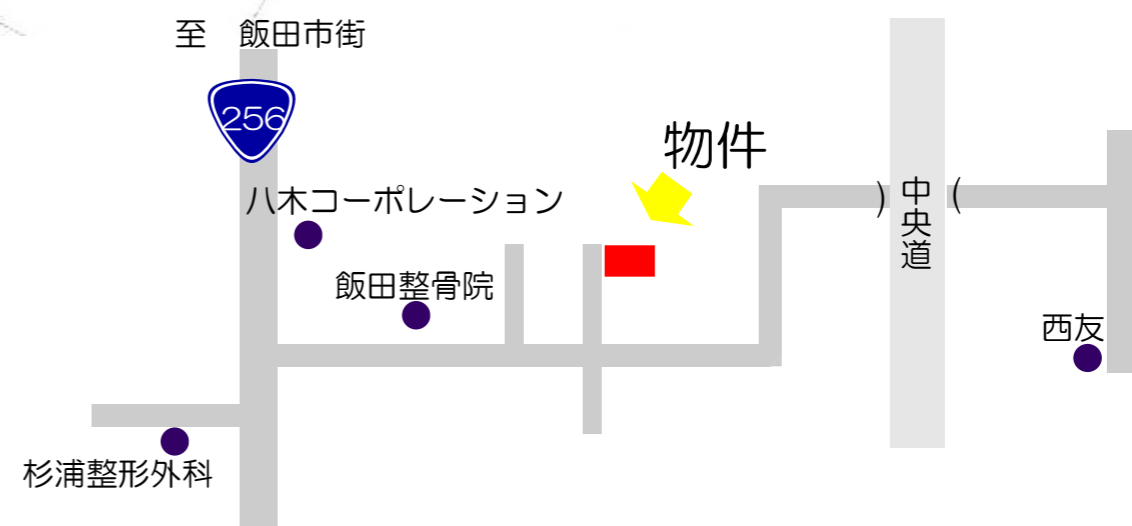 至　飯田市街
256
物件
八木コーポレーション
中央道
飯田整骨院
西友
杉浦整形外科